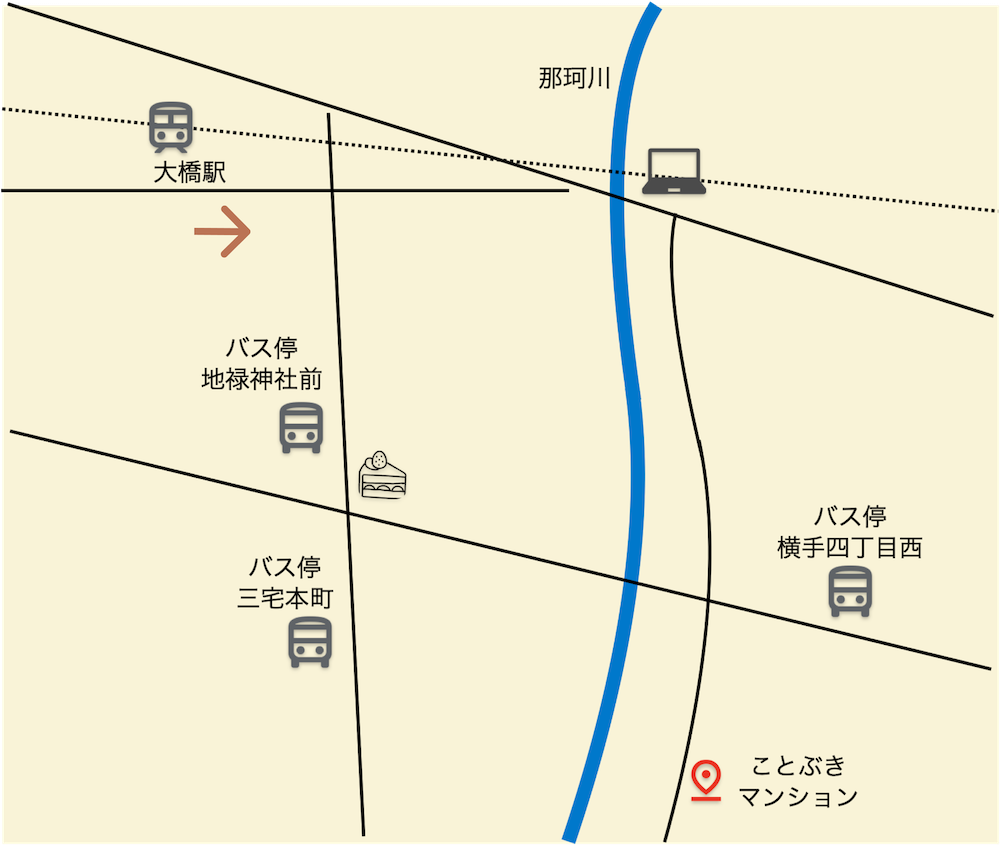 那珂川
大橋駅
バス停
地禄神社前
バス停
横手四丁目西
バス停
三宅本町
ことぶき
マンション